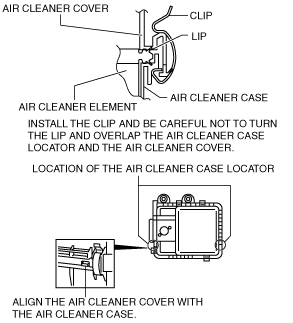 AIR CLEANER COVER
CLIP
LIP
AIR CLEANER CASE
AIR CLEANER ELEMENT
INSTALL THE CLIP AND BE CAREFUL NOT TO TURN
THE LIP AND OVERLAP THE AIR CLEANER CASE
LOCATOR AND THE AIR CLEANER COVER.
LOCATION OF THE AIR CLEANER CASE LOCATOR
ALIGN THE AIR CLEANER COVER WITH
THE AIR CLEANER CASE.